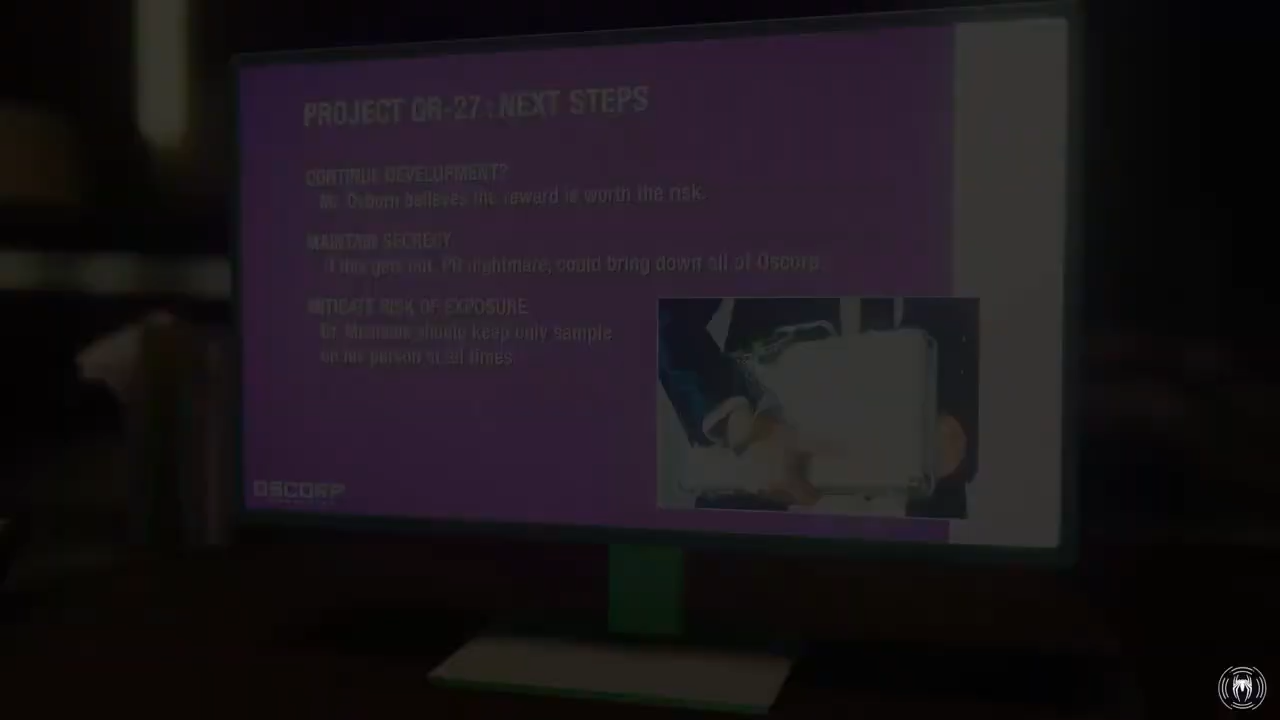 PROJECT GR-27: NEXT STEPS
CONTINUE DEVELOPMENT?
Mr. Osborn believes the reward is worth the risk.
MAINTAIN SECRECY
If this gets out, PR nightmare, could bring down all of Oscorp.
MITIGATE RISK OF EXPOSURE
Dr. Michaels should keep only sample
on his person at all times.
OSCORP